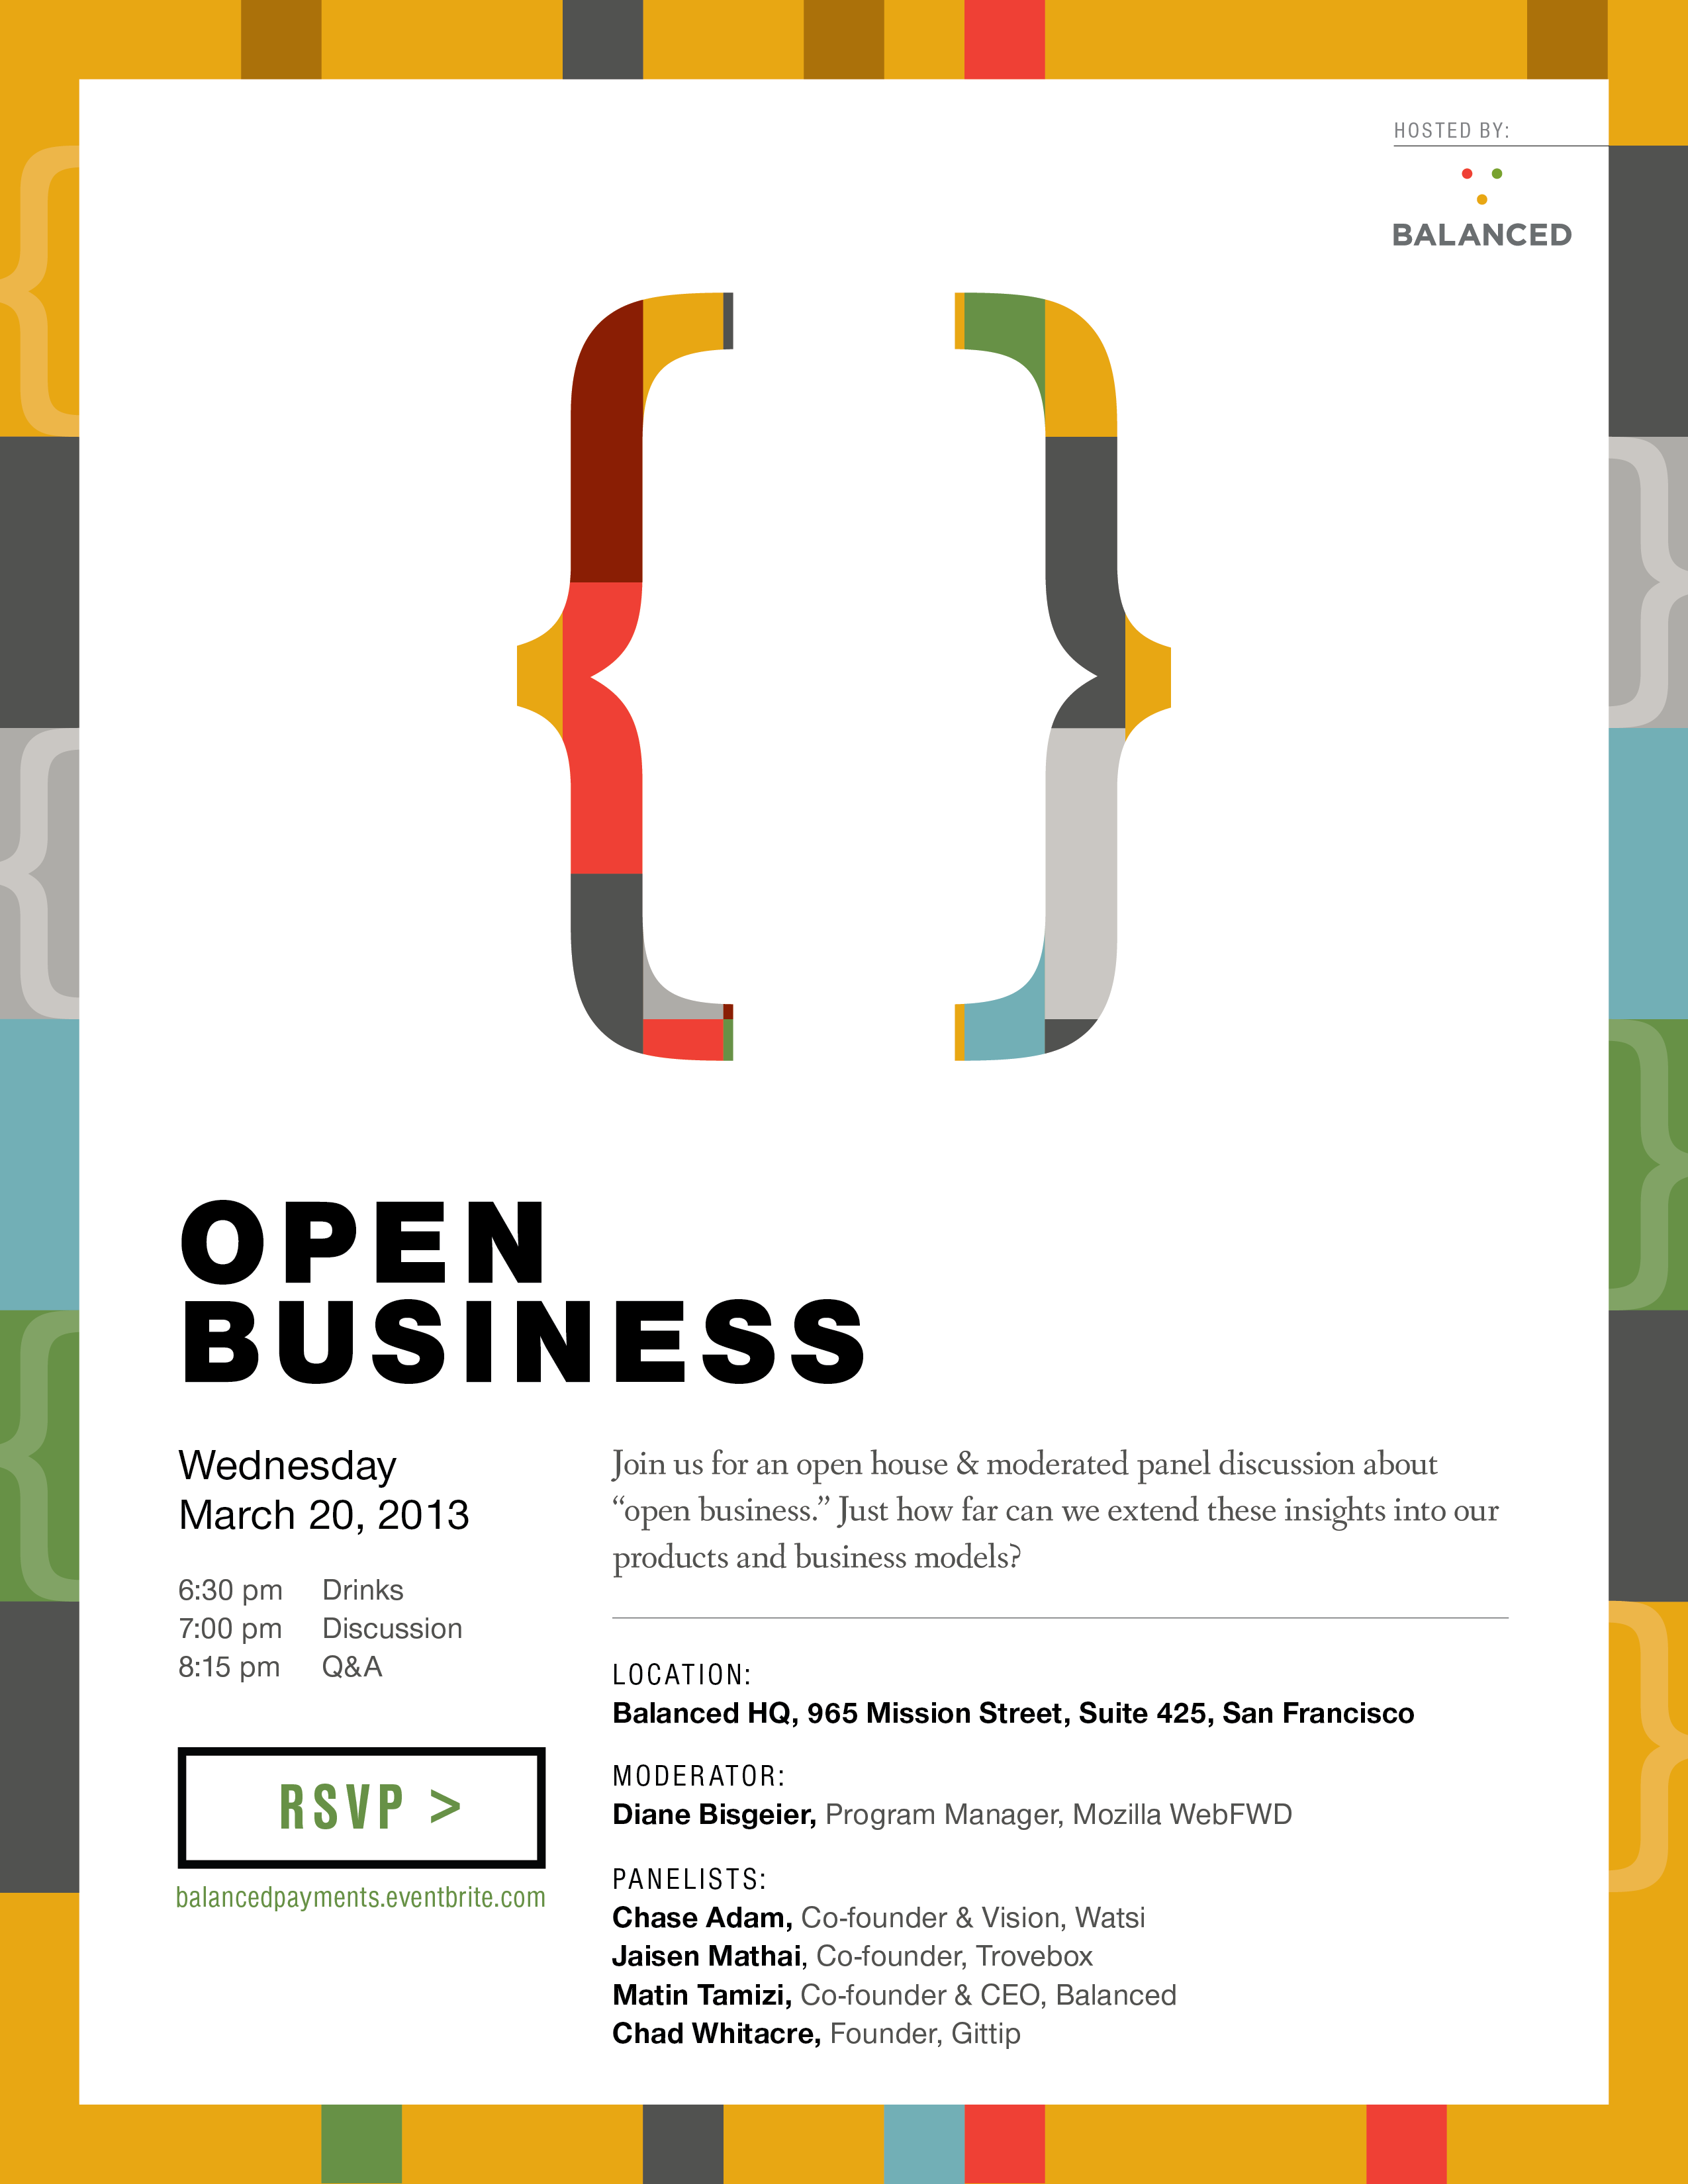 HOSTED BY:
BALANCED
{ }
OPEN
BUSINESS
Wednesday
March 20, 2013
6:30 pm Drinks
7:00 pm Discussion
8:15 pm Q&A
RSVP >
balancedpayments.eventbrite.com
Join us for an open house & moderated panel discussion about
“open business.” Just how far can we extend these insights into our
products and business models?
LOCATION:
Balanced HQ, 965 Mission Street, Suite 425, San Francisco
MODERATOR:
Diane Bisgeier, Program Manager, Mozilla WebFWD
PANELISTS:
Chase Adam, Co-founder & Vision, Watsi
Jaisen Mathai, Co-founder, Trovebox
Matin Tamizi, Co-founder & CEO, Balanced
Chad Whitacre, Founder, Gittip